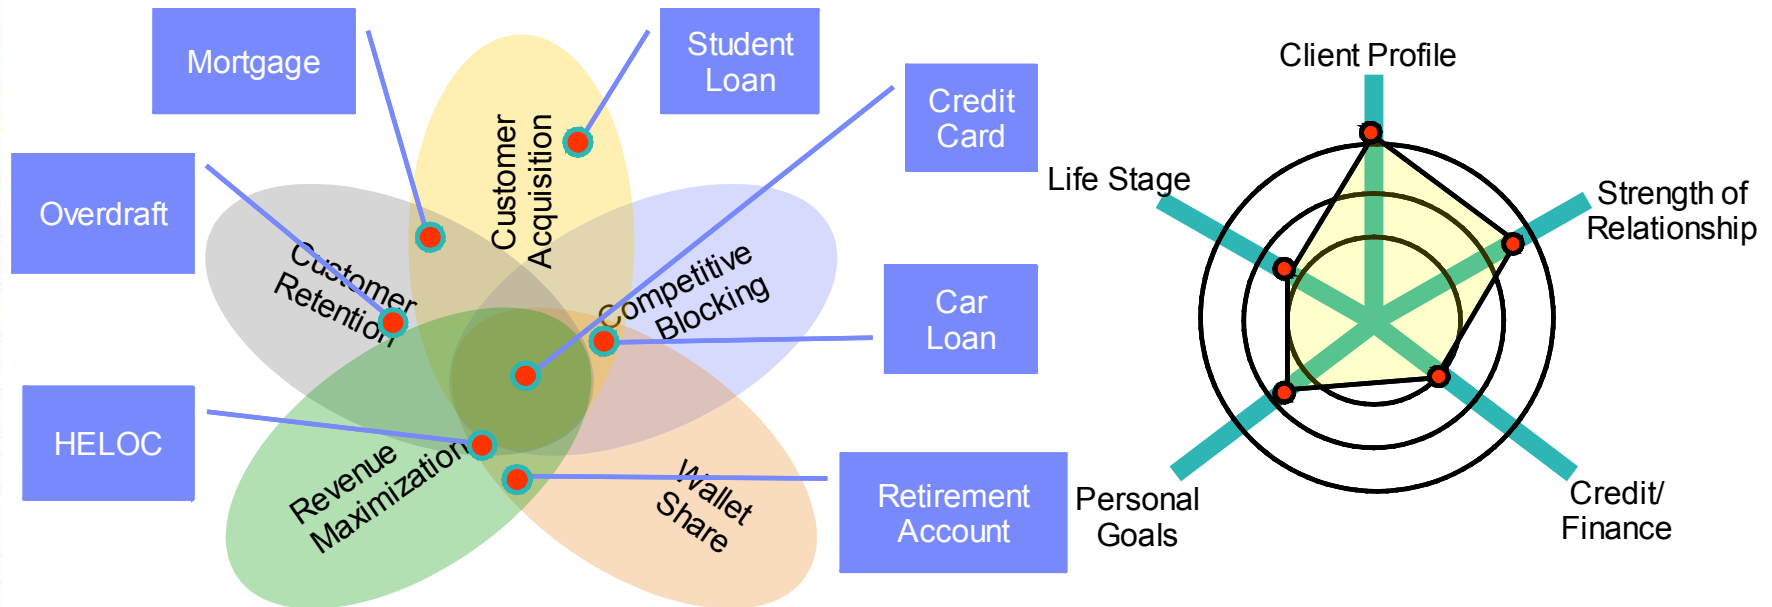 Mortgage
Student
Loan
Credit
Card
Overdraft
Car
Loan
HELOC
Retirement
Account
Customer
Acquisition
Customer
Retention
Competitive
Blocking
Revenue
Maximization
Wallet
Share
Client Profile
Life Stage
Strength of
Relationship
Personal
Goals
Credit/
Finance